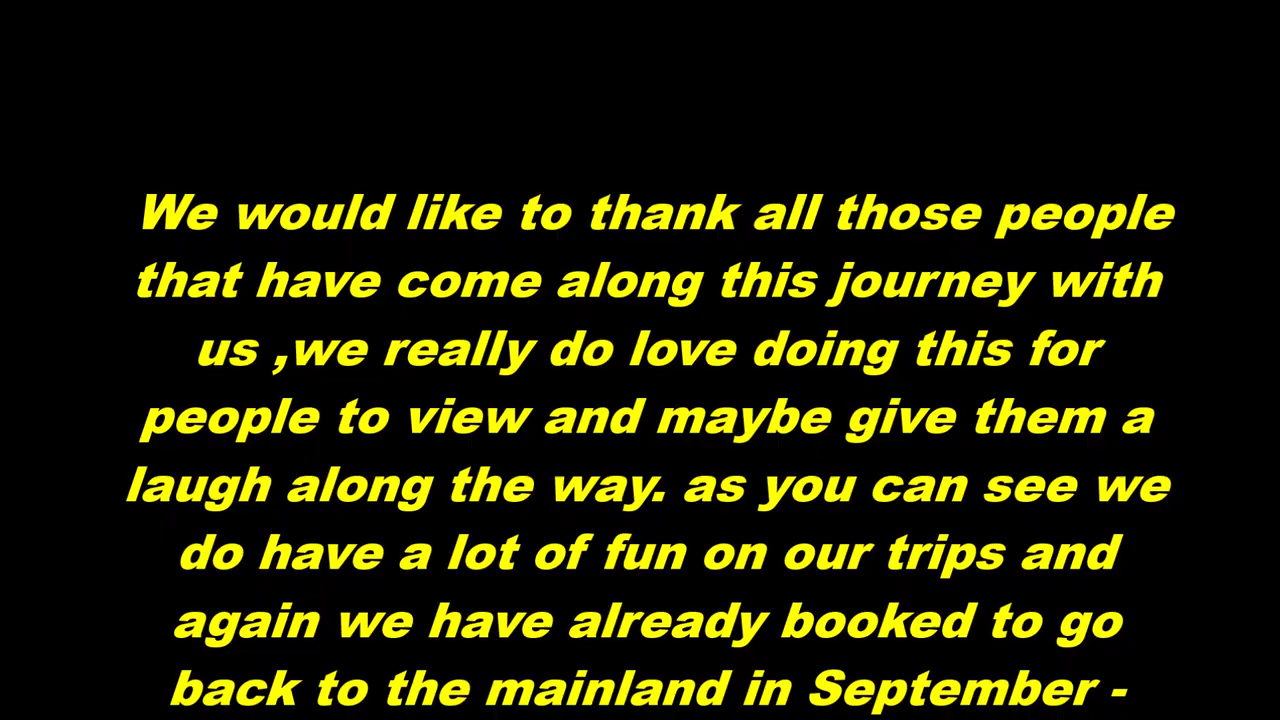 We would like to thank all those people
that have come along this journey with
us ,we really do love doing this for
people to view and maybe give them a
laugh along the way. as you can see we
do have a lot of fun on our trips and
again we have already booked to go
back to the mainland in September -